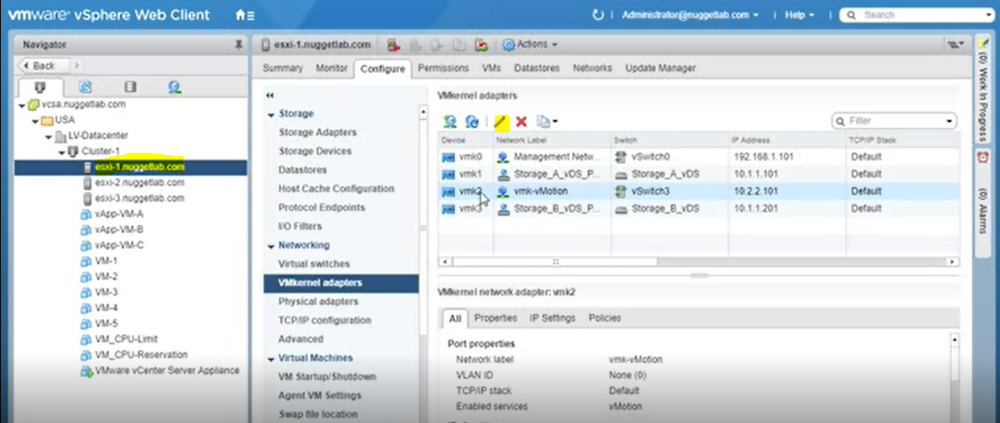 vmware® vSphere Web Client
Administrator@nuggetlab.com
Help
Search
Navigator
Back
vcsa.nuggetlab.com
USA
LV-Datacenter
Cluster-1
esxi-1.nuggetlab.com
esxi-2.nuggetlab.com
esxi-3.nuggetlab.com
vApp-VM-A
vApp-VM-B
vApp-VM-C
VM-1
VM-2
VM-3
VM-4
VM-5
VM_CPU-Limit
VM_CPU-Reservation
VMware vCenter Server Appliance
esxi-1.nuggetlab.com Actions
Summary Monitor Configure Permissions VMs Datastores Networks Update Manager
Storage
Storage Adapters
Storage Devices
Datastores
Host Cache Configuration
Protocol Endpoints
I/O Filters
Networking
Virtual switches
VMkernel adapters
Physical adapters
TCP/IP configuration
Advanced
Virtual Machines
VM Startup/Shutdown
Agent VM Settings
Swap file location
VMkernel adapters
Filter
Device Network Label Switch IP Address TCP/IP Stack
vmk0 Management Netw... vSwitch0 192.168.1.101 Default
vmk1 Storage_A_vDS_P... Storage_A_vDS 10.1.1.101 Default
vmk2 vmk-vMotion vSwitch3 10.2.2.101 Default
vmk3 Storage_B_vDS_P... Storage_B_vDS 10.1.1.201 Default
VMkernel network adapter: vmk2
All Properties IP Settings Policies
Port properties
Network label vmk-vMotion
VLAN ID None (0)
TCP/IP stack Default
Enabled services vMotion
(0) Work In Progress
(0) Alarms